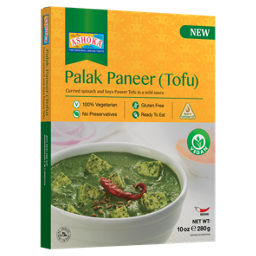 NEW
ASHOKA
Palak Paneer (Tofu)
Curried spinach and Soya Paneer Tofu in a mild sauce
100% Vegetarian
Gluten Free
No Preservatives
Ready To Eat
VEGAN
NET WT:
10 oz ℮ 280 g